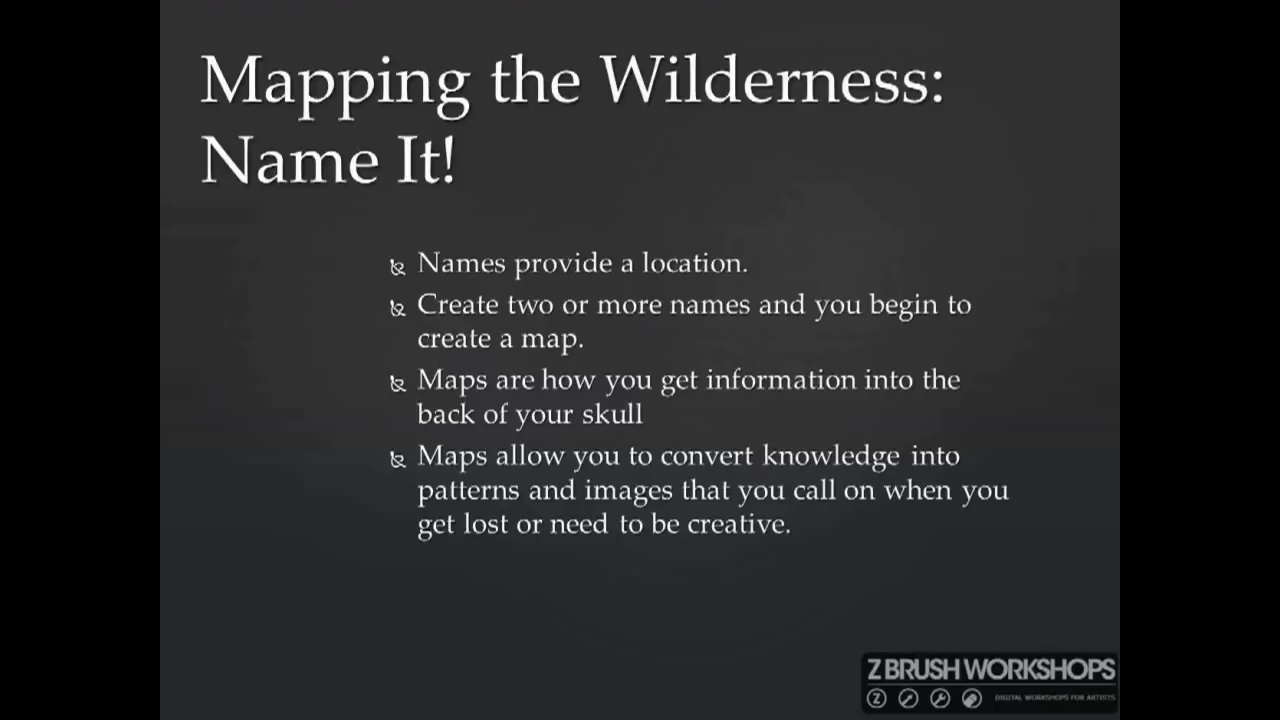 Mapping the Wilderness:
Name It!
Names provide a location.
Create two or more names and you begin to
create a map.
Maps are how you get information into the
back of your skull
Maps allow you to convert knowledge into
patterns and images that you call on when you
get lost or need to be creative.
ZBRUSH WORKSHOPS
DIGITAL WORKSHOPS FOR ARTISTS